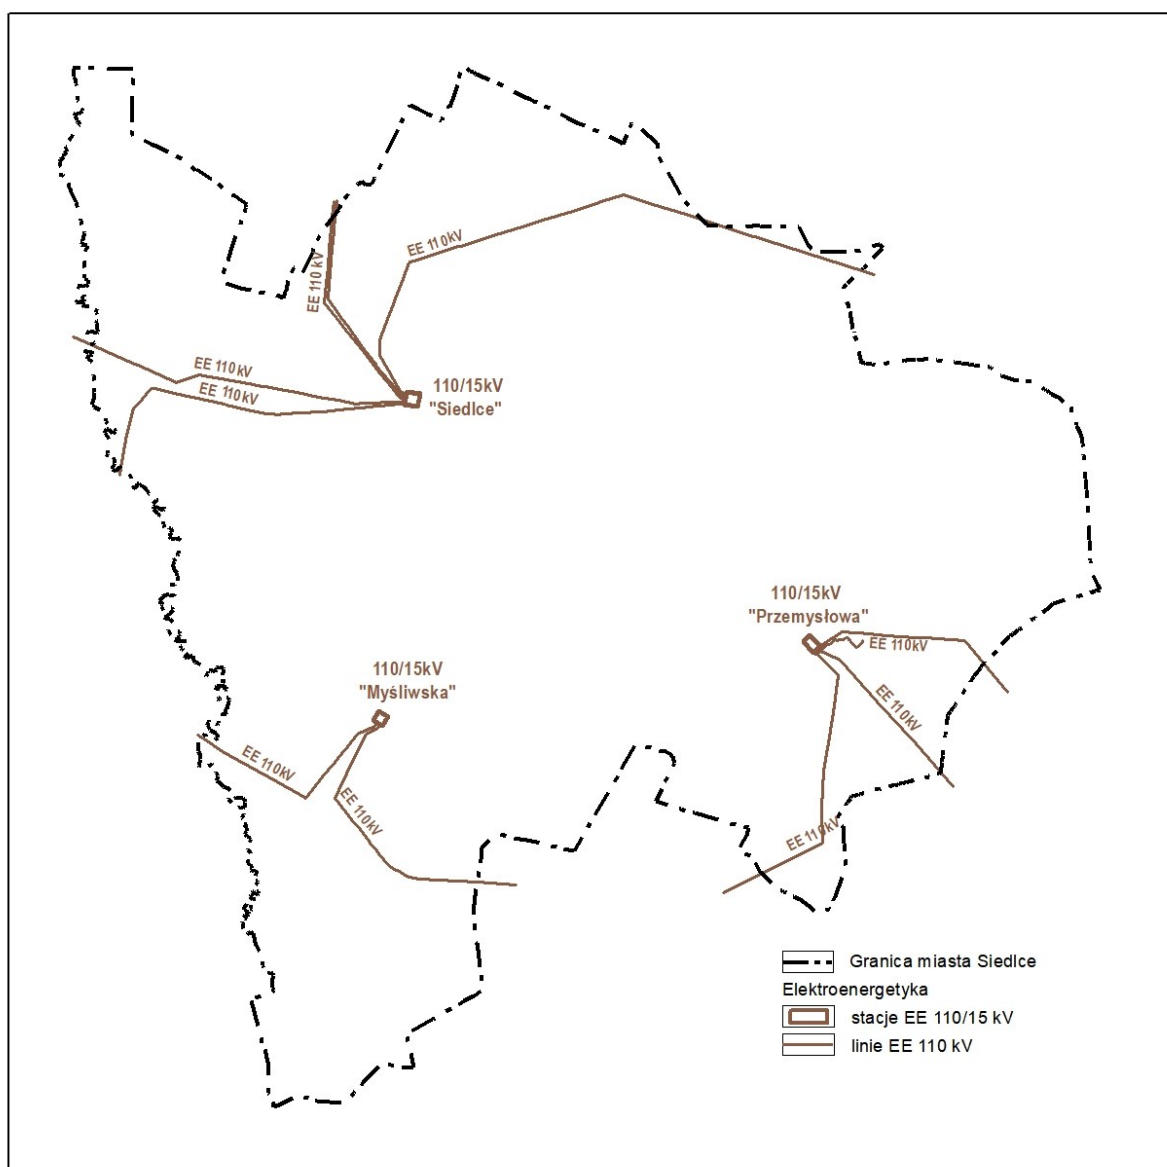 EE 110kV
EE 110 kV
EE 110kV
EE 110kV
110/15kV
"Siedlce"
110/15kV
"Przemysłowa"
EE 110kV
EE 110kV
EE 110kV
110/15kV
"Myśliwska"
EE 110kV
EE 110kV
Granica miasta Siedlce
Elektroenergetyka
stacje EE 110/15 kV
linie EE 110 kV